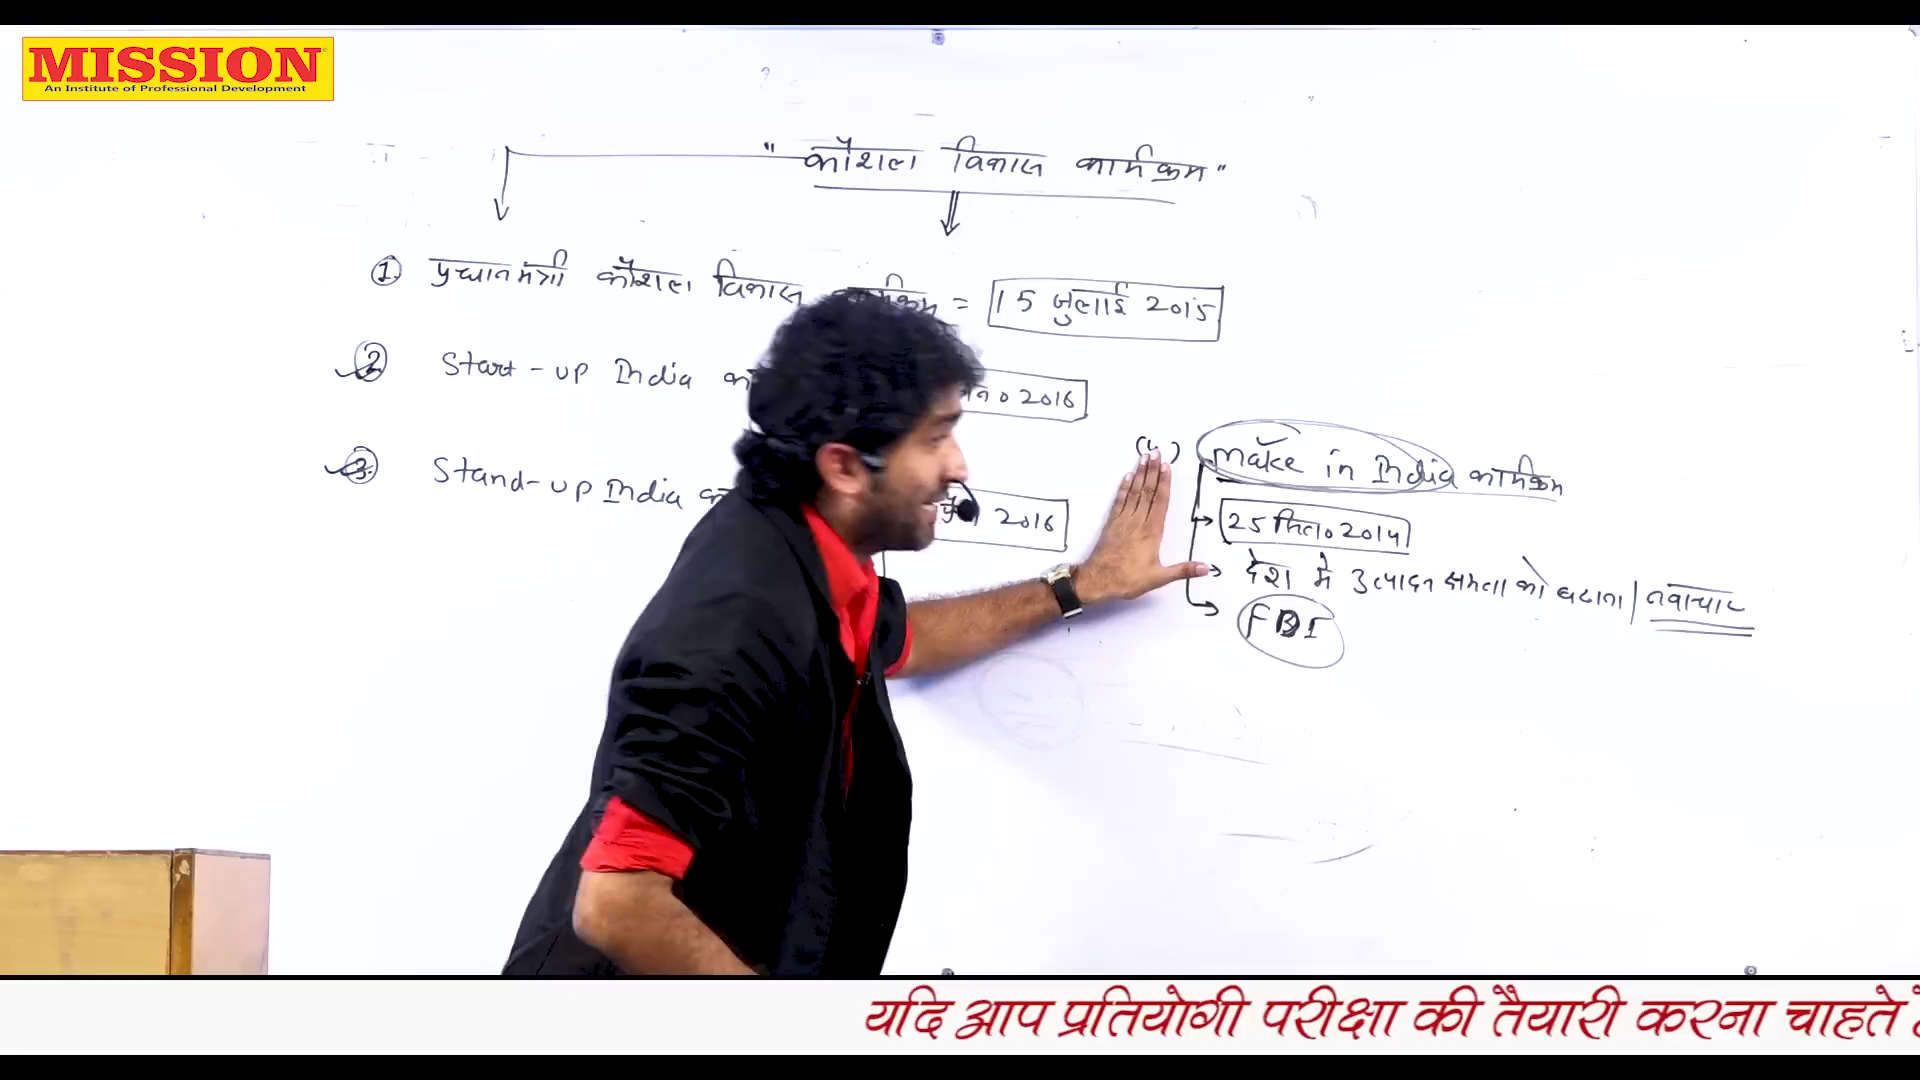 MISSION
An Institute of Professional Development
" कौशल विकास कार्यक्रम "
1. प्रधानमंत्री कौशल विकास = 15 जुलाई 2015
2 Start-up India 2016
3. Stand-up India 2016
Make in India कार्यक्रम
25 सित० 2014
देश मे उत्पादन क्षमता को बढाना / नवाचार
FDI
यदि आप प्रतियोगी परीक्षा की तैयारी करना चाहते